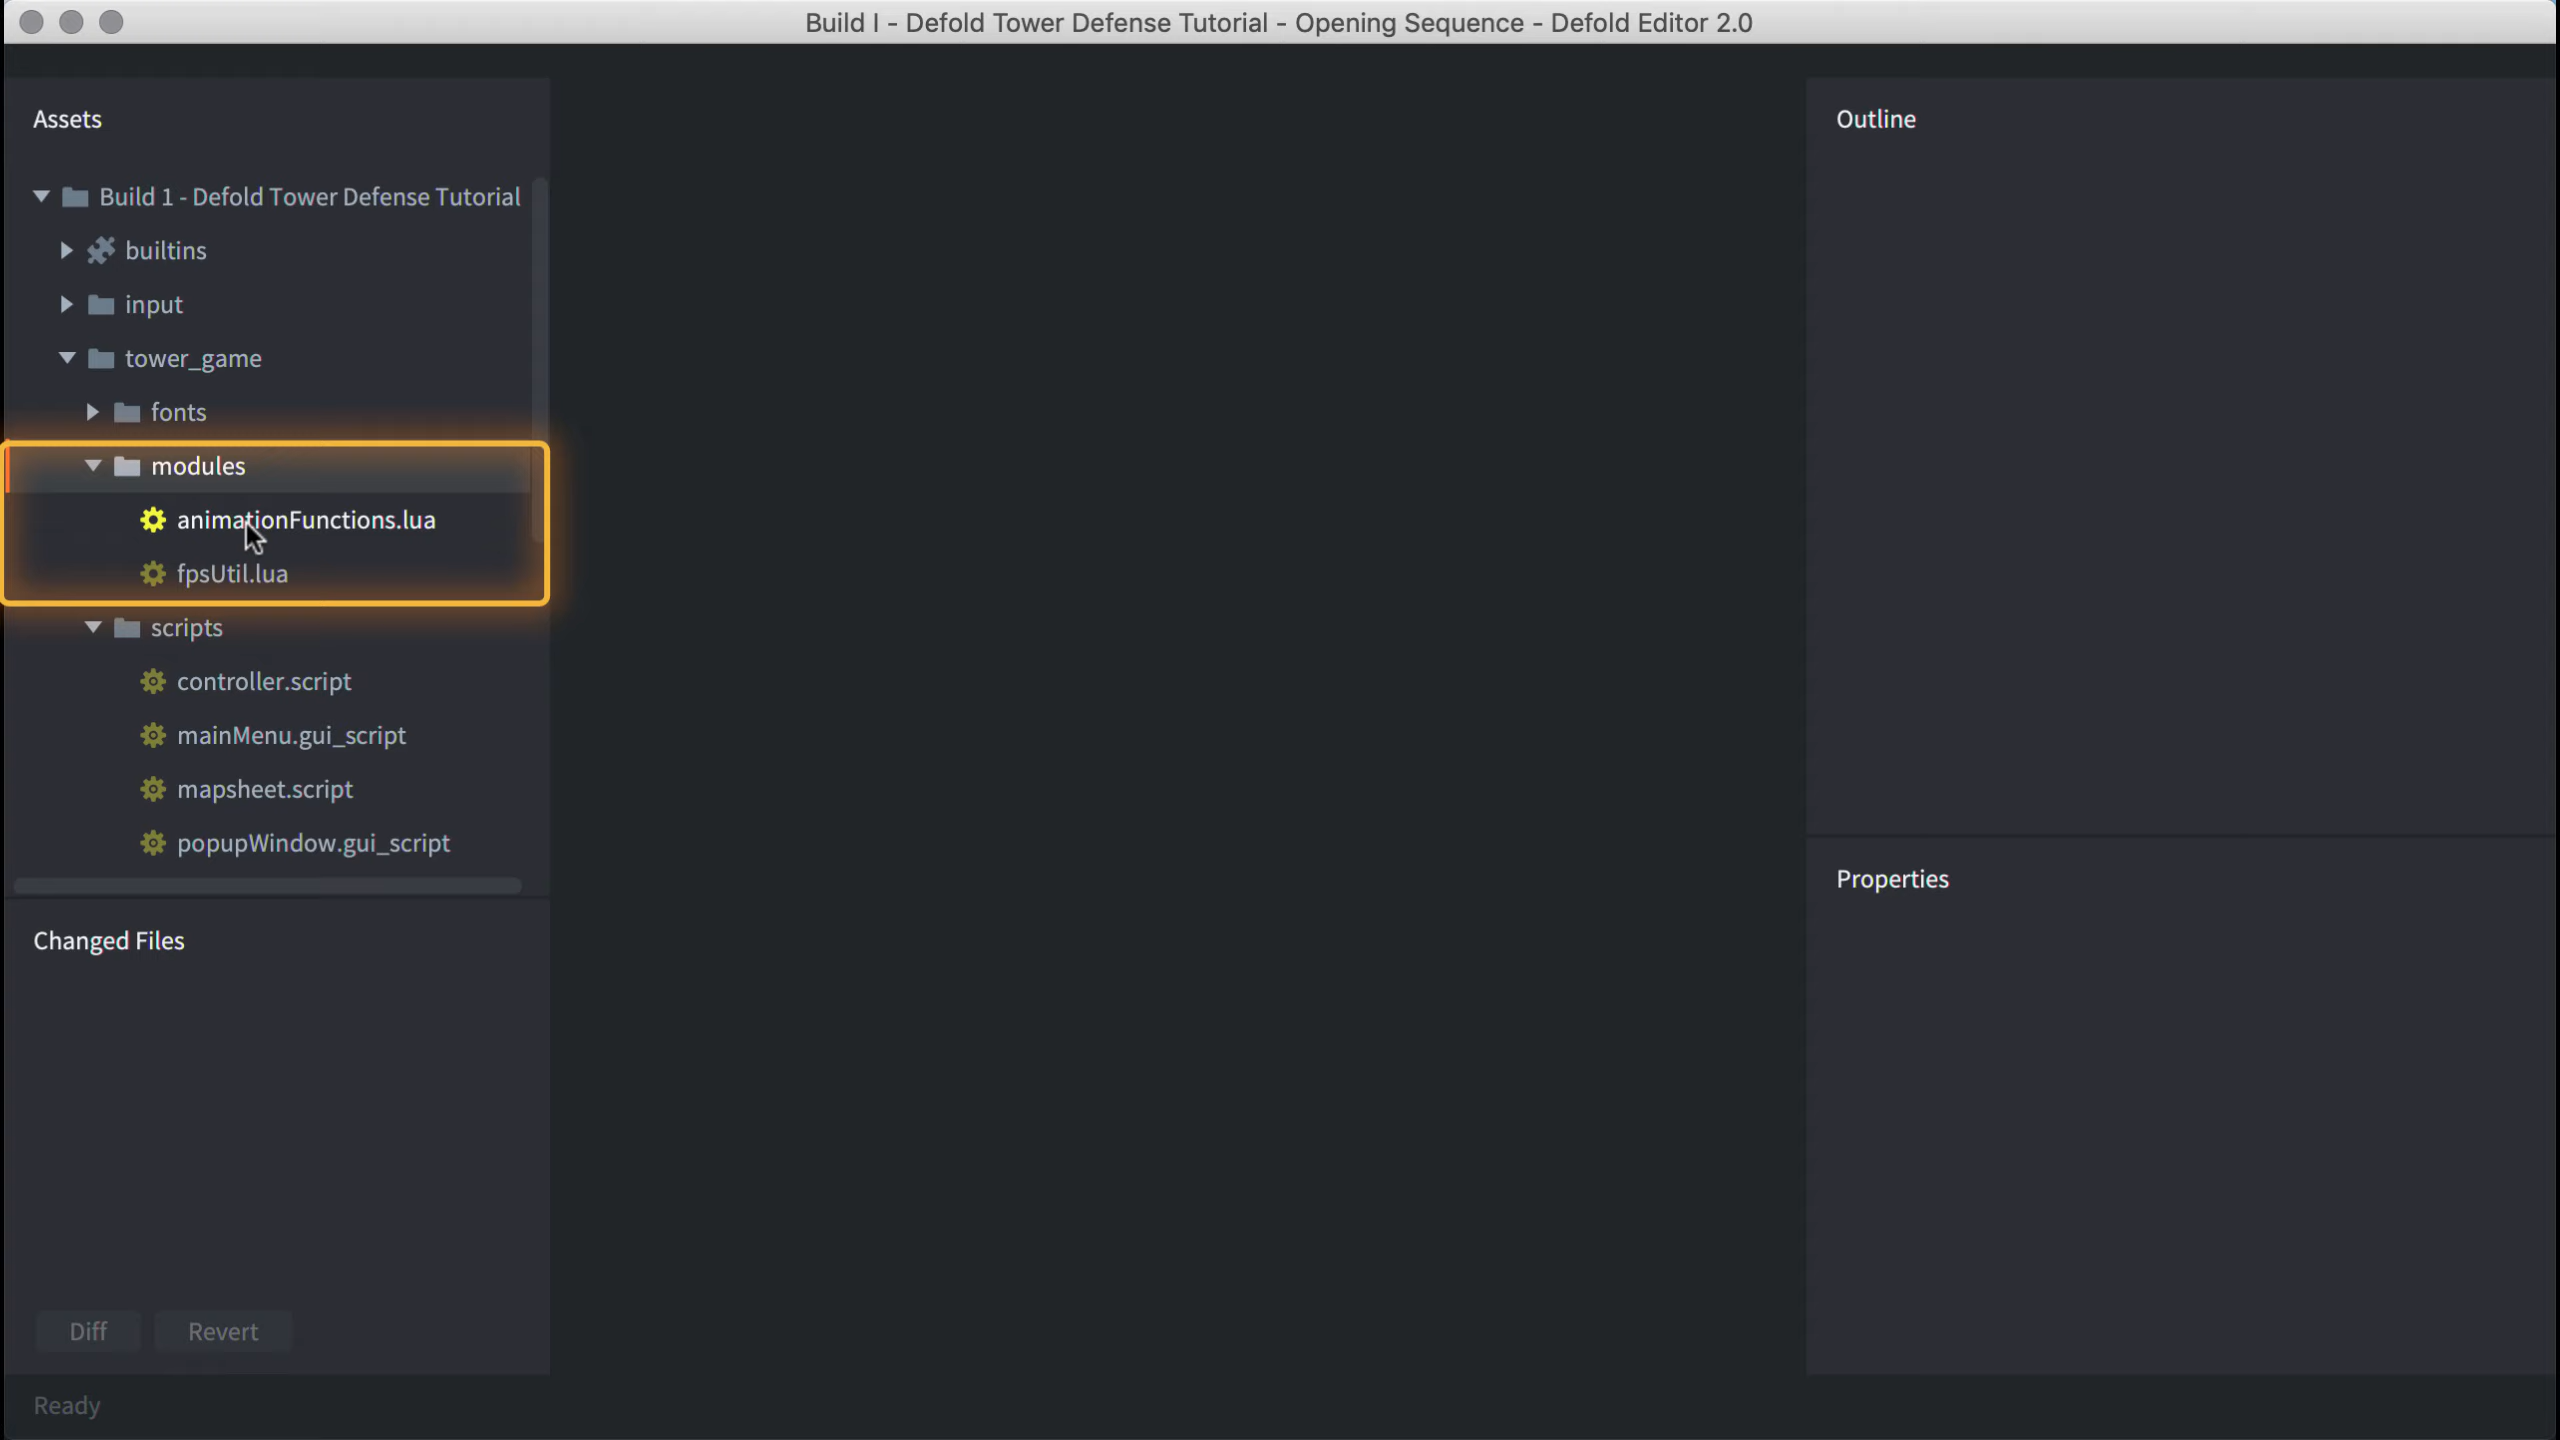 Build I - Defold Tower Defense Tutorial - Opening Sequence - Defold Editor 2.0
Assets
Build 1 - Defold Tower Defense Tutorial
builtins
input
tower_game
fonts
modules
animationFunctions.lua
fpsUtil.lua
scripts
controller.script
mainMenu.gui_script
mapsheet.script
popupWindow.gui_script
Changed Files
Diff Revert
Ready
Outline
Properties